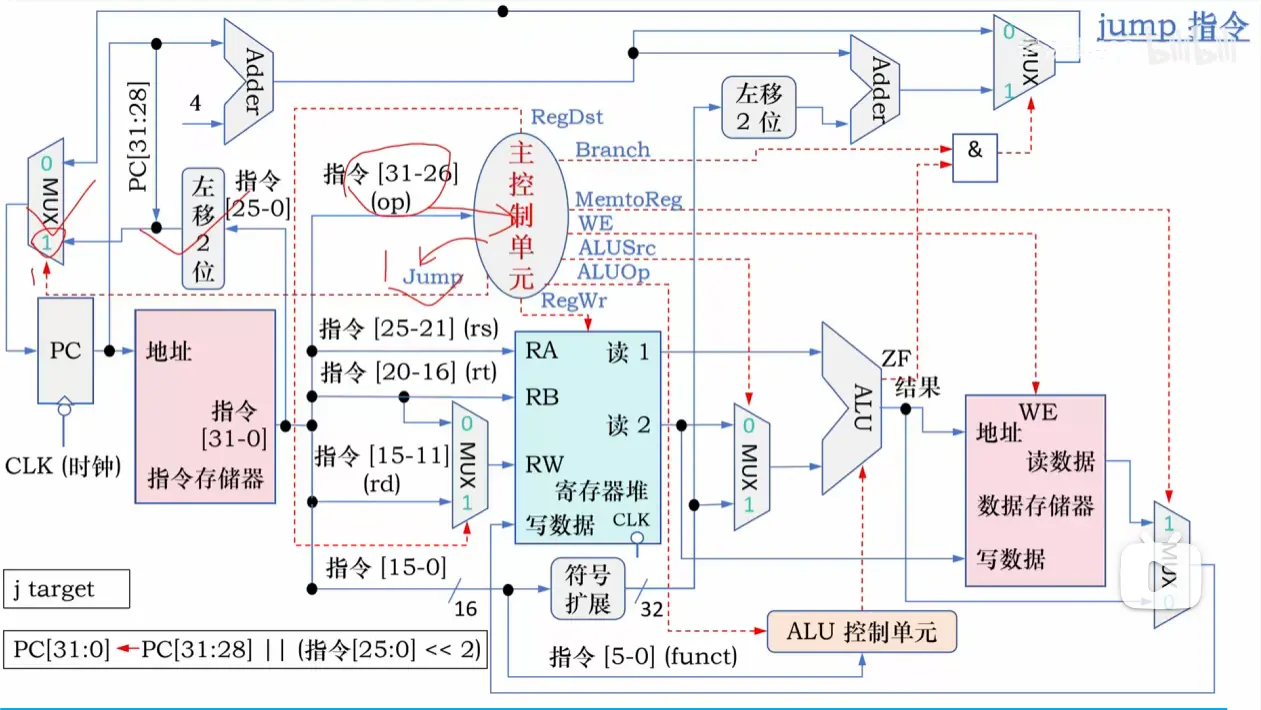 jump 指令
Adder
4
PC[31:28]
0
MUX
1
左移2位
指令
[25-0]
指令 [31-26]
(op)
主控制单元
Jump
1
RegDst
Branch
MemtoReg
WE
ALUSrc
ALUOp
RegWr
左移
2 位
Adder
0
MUX
1
&
PC
CLK (时钟)
地址
指令
[31-0]
指令存储器
指令 [25-21] (rs)
指令 [20-16] (rt)
指令 [15-11]
(rd)
0
MUX
1
指令 [15-0]
16
符号
扩展
32
RA
读 1
RB
读 2
RW
寄存器堆
写数据
CLK
0
MUX
1
ALU
ZF
结果
WE
地址
读数据
数据存储器
写数据
1
MUX
0
ALU 控制单元
指令 [5-0] (funct)
j target
PC[31:0] ← PC[31:28] || (指令[25:0] << 2)